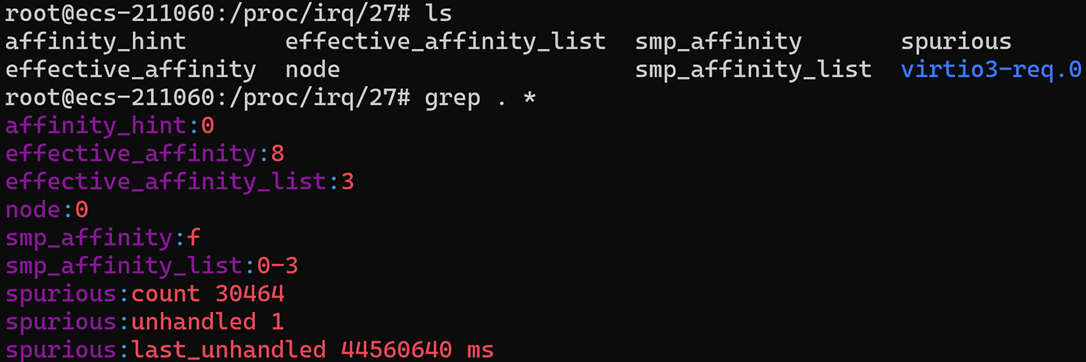 root@ecs-211060:/proc/irq/27# ls
affinity_hint        effective_affinity_list  smp_affinity       spurious
effective_affinity  node                     smp_affinity_list  virtio3-req.0
root@ecs-211060:/proc/irq/27# grep . *
affinity_hint:0
effective_affinity:8
effective_affinity_list:3
node:0
smp_affinity:f
smp_affinity_list:0-3
spurious:count 30464
spurious:unhandled 1
spurious:last_unhandled 44560640 ms